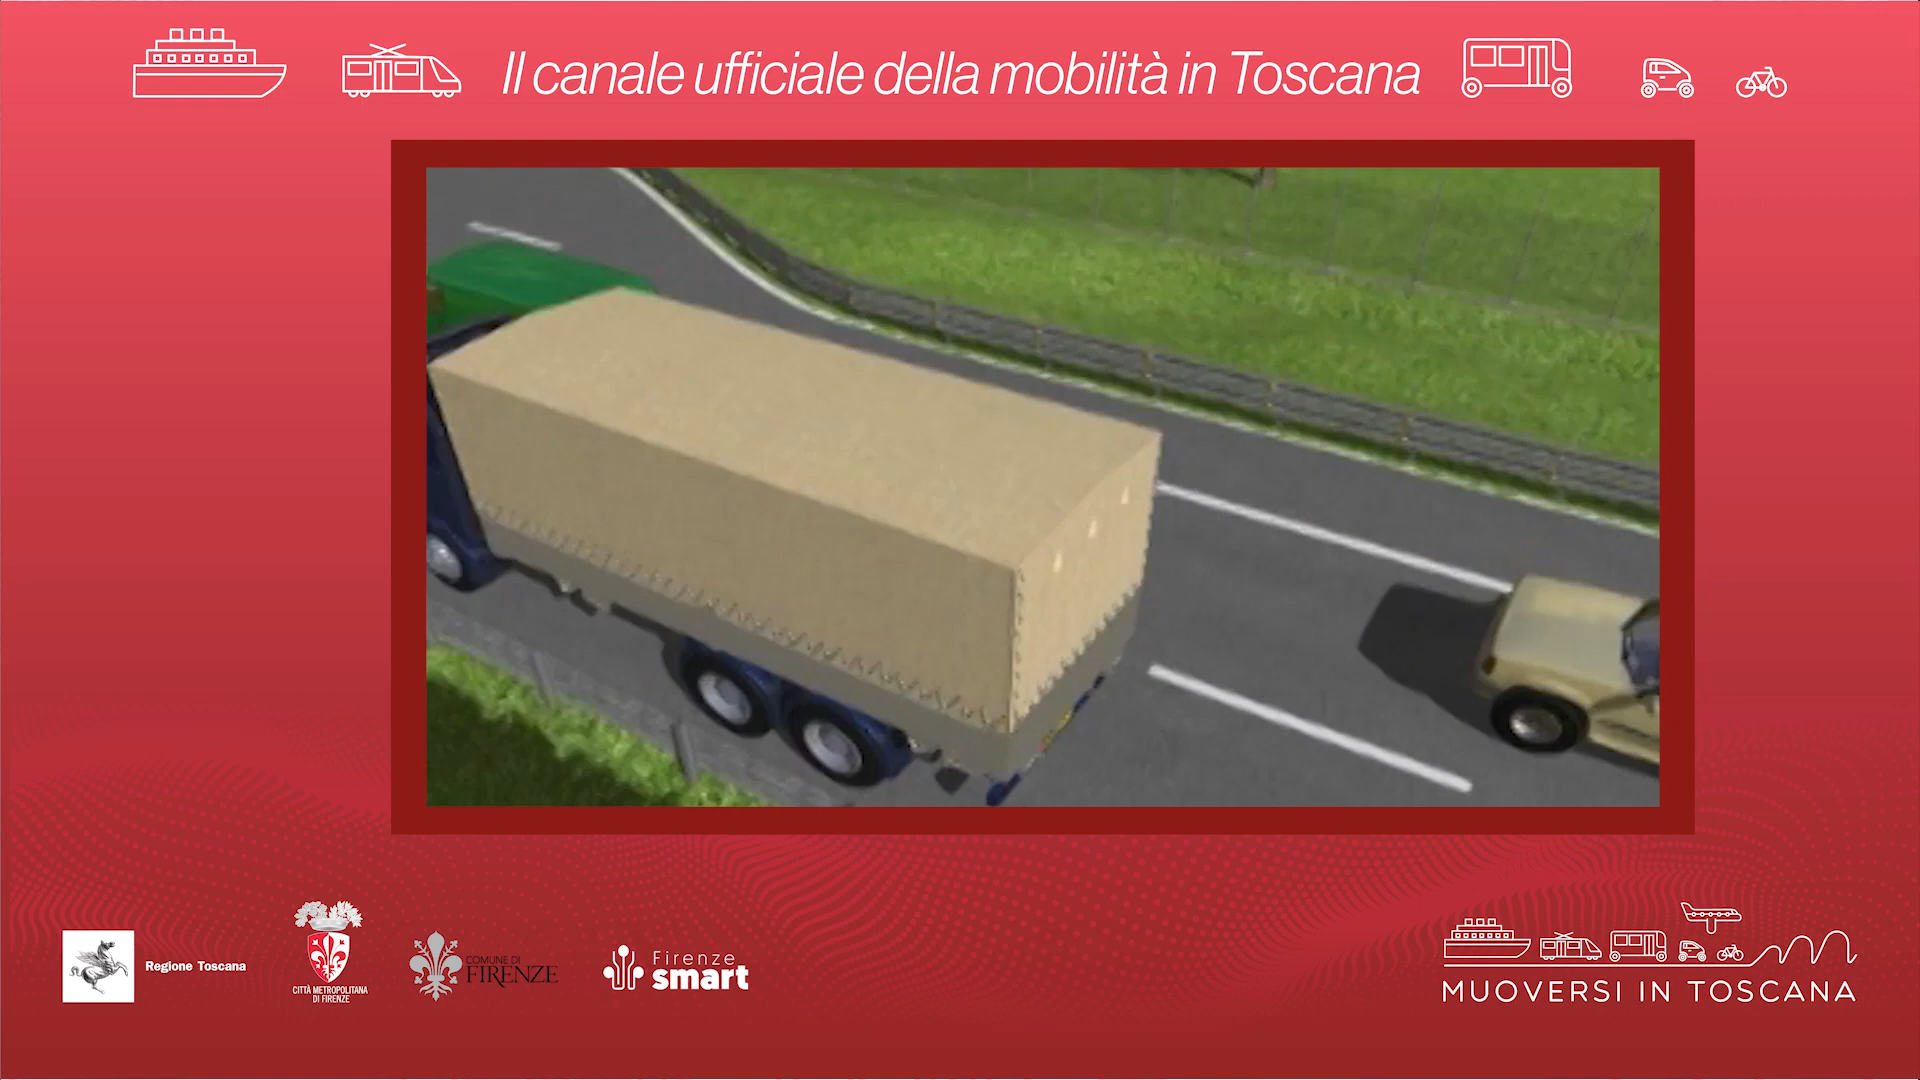 Il canale ufficiale della mobilità in Toscana
Regione Toscana
CITTÀ METROPOLITANA
DI FIRENZE
COMUNE DI
FIRENZE
Firenze
smart
MUOVERSI IN TOSCANA